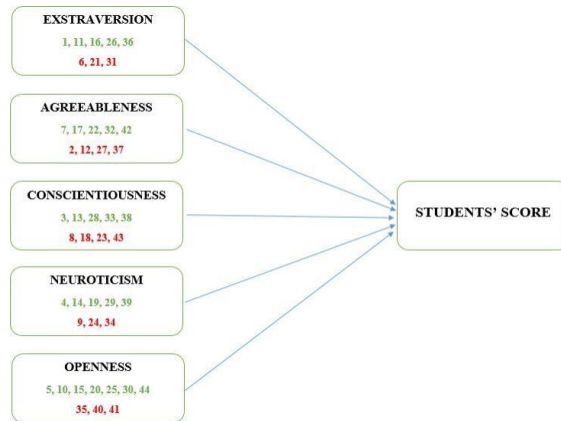 EXSTRAVERSION
1, 11, 16, 26, 36
6, 21, 31
AGREEABLENESS
7, 17, 22, 32, 42
2, 12, 27, 37
CONSCIENTIOUSNESS
3, 13, 28, 33, 38
8, 18, 23, 43
NEUROTICISM
4, 14, 19, 29, 39
9, 24, 34
OPENNESS
5, 10, 15, 20, 25, 30, 44
35, 40, 41
STUDENTS’ SCORE